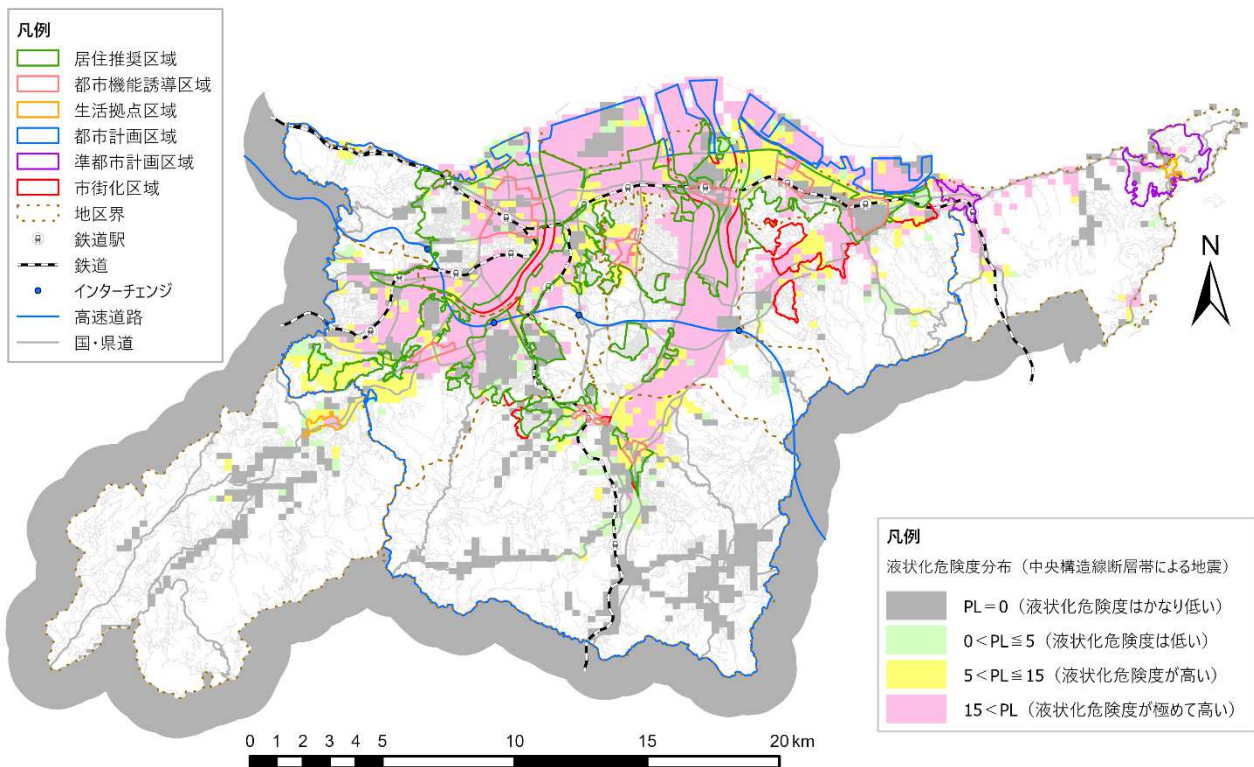 凡例
居住推奨区域
都市機能誘導区域
生活拠点区域
都市計画区域
準都市計画区域
市街化区域
地区界
鉄道駅
鉄道
インターチェンジ
高速道路
国・県道
N
凡例
液状化危険度分布（中央構造線断層帯による地震）
PL＝0（液状化危険度はかなり低い）
0＜PL≦5（液状化危険度は低い）
5＜PL≦15（液状化危険度が高い）
15＜PL（液状化危険度が極めて高い）
0 1 2 3 4 5 10 15 20 km